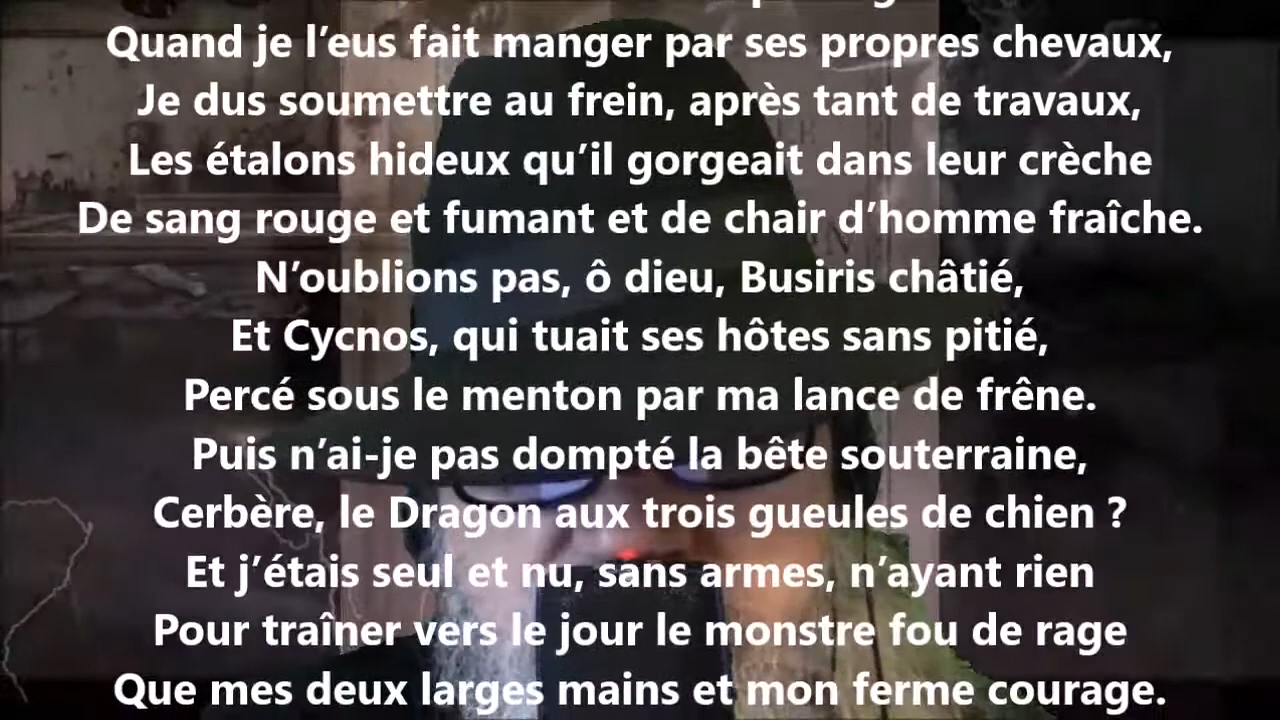 Quand je l’eus fait manger par ses propres chevaux,
Je dus soumettre au frein, après tant de travaux,
Les étalons hideux qu’il gorgeait dans leur crèche
De sang rouge et fumant et de chair d’homme fraîche.
N’oublions pas, ô dieu, Busiris châtié,
Et Cycnos, qui tuait ses hôtes sans pitié,
Percé sous le menton par ma lance de frêne.
Puis n’ai-je pas dompté la bête souterraine,
Cerbère, le Dragon aux trois gueules de chien ?
Et j’étais seul et nu, sans armes, n’ayant rien
Pour traîner vers le jour le monstre fou de rage
Que mes deux larges mains et mon ferme courage.